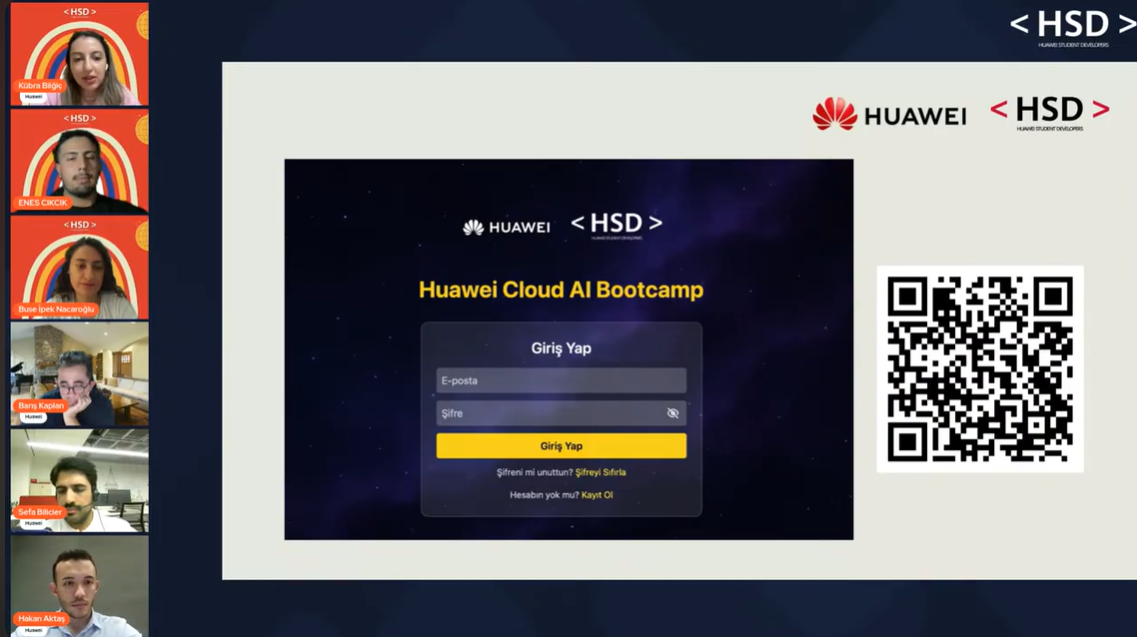 < HSD >
Kübra Bilğiç
Huawei
< HSD >
ENES CIKCIK
< HSD >
Buse İpek Nacaroğlu
Barış Kaplan
Huawei
Sefa Bilicier
Huawei
Hakan Aktaş
Huawei
< HSD >
HUAWEI STUDENT DEVELOPERS
HUAWEI
< HSD >
HUAWEI STUDENT DEVELOPERS
HUAWEI
< HSD >
HUAWEI STUDENT DEVELOPERS
Huawei Cloud AI Bootcamp
Giriş Yap
E-posta
Şifre
Giriş Yap
Şifreni mi unuttun? Şifreyi Sıfırla
Hesabın yok mu? Kayıt Ol